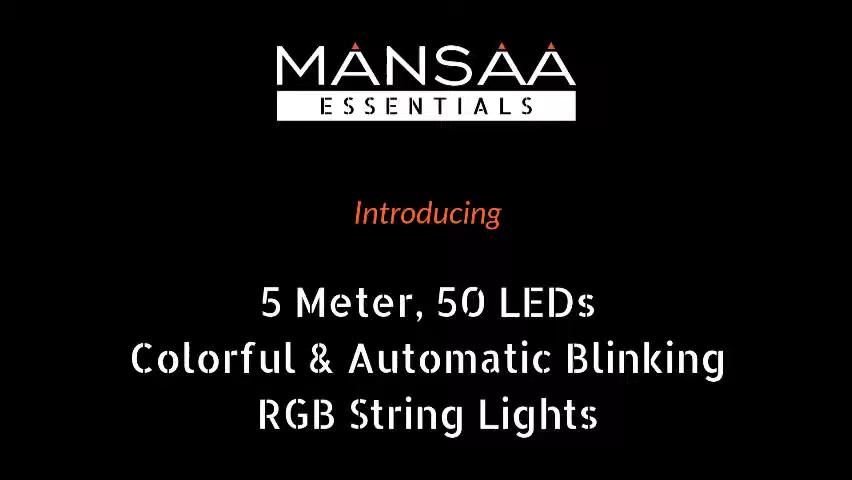 MANSAA
ESSENTIALS
Introducing
5 Meter, 50 LEDs
Colorful & Automatic Blinking
RGB String Lights